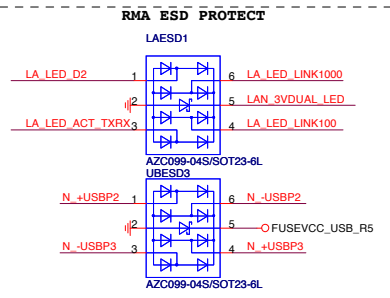 RMA ESD PROTECT
LAESD1
LA_LED_D2 1 6 LA_LED_LINK1000
2 5 LAN_3VDUAL_LED
LA_LED_ACT_TXRX 3 4 LA_LED_LINK100
AZC099-04S/SOT23-6L
UBESD3
N_+USBP2 1 6 N_-USBP2
2 5 FUSEVCC_USB_R5
N_-USBP3 3 4 N_+USBP3
AZC099-04S/SOT23-6L